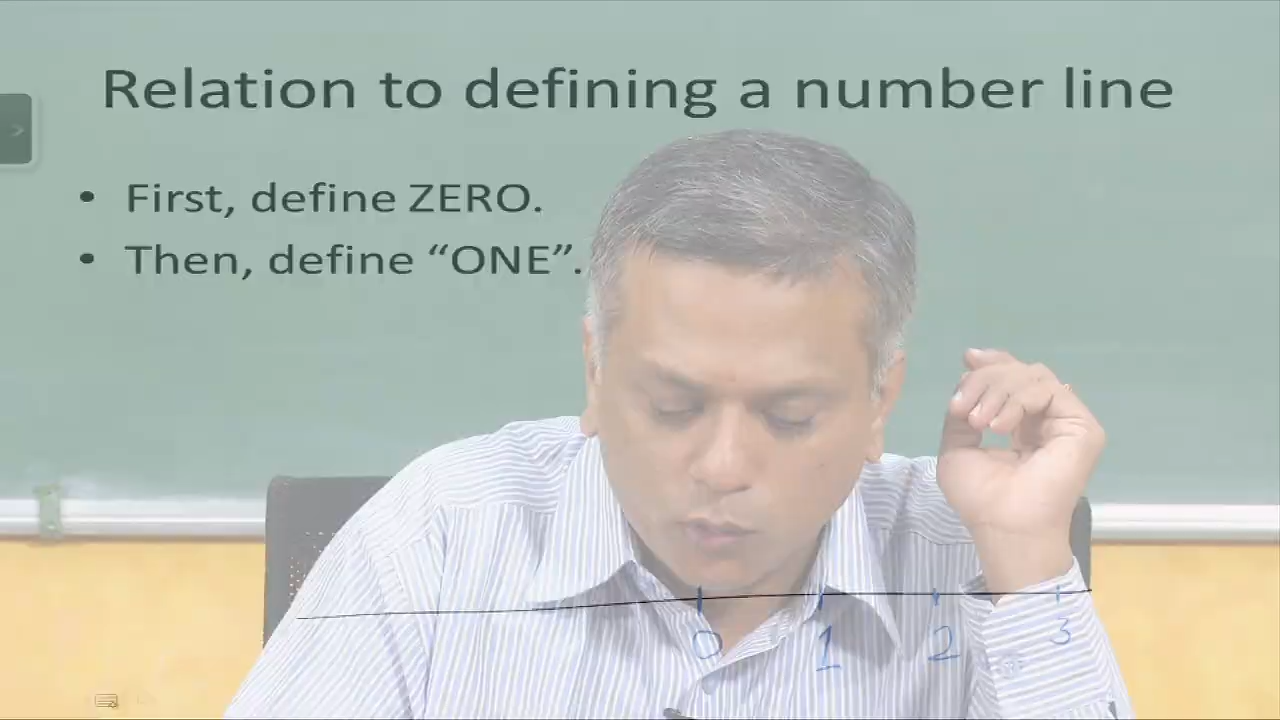 Relation to defining a number line
• First, define ZERO.
• Then, define “ONE”.
0 1 2 3